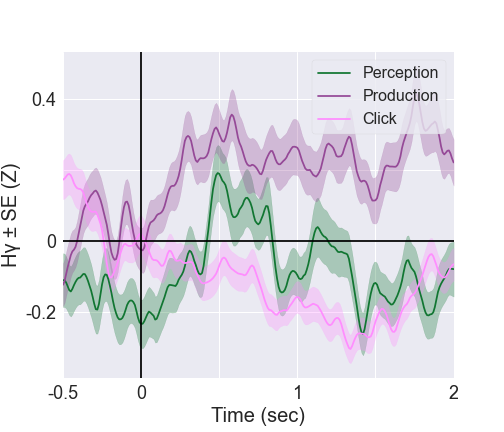 Perception
Production
Click
0.4
0
-0.2
Hγ ± SE (Z)
-0.5
0
1
2
Time (sec)